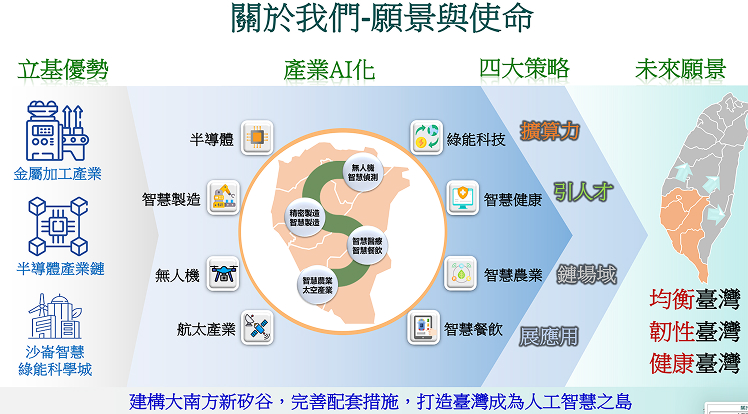 關於我們-願景與使命
立基優勢
產業AI化
四大策略
未來願景
金屬加工產業
半導體產業鏈
沙崙智慧
綠能科學城
半導體
智慧製造
無人機
航太產業
無人機
智慧偵測
精密製造
智慧製造
智慧醫療
智慧餐飲
智慧農業
太空產業
綠能科技
智慧健康
智慧農業
智慧餐飲
擴算力
引人才
鏈場域
展應用
均衡臺灣
韌性臺灣
健康臺灣
建構大南方新矽谷，完善配套措施，打造臺灣成為人工智慧之島